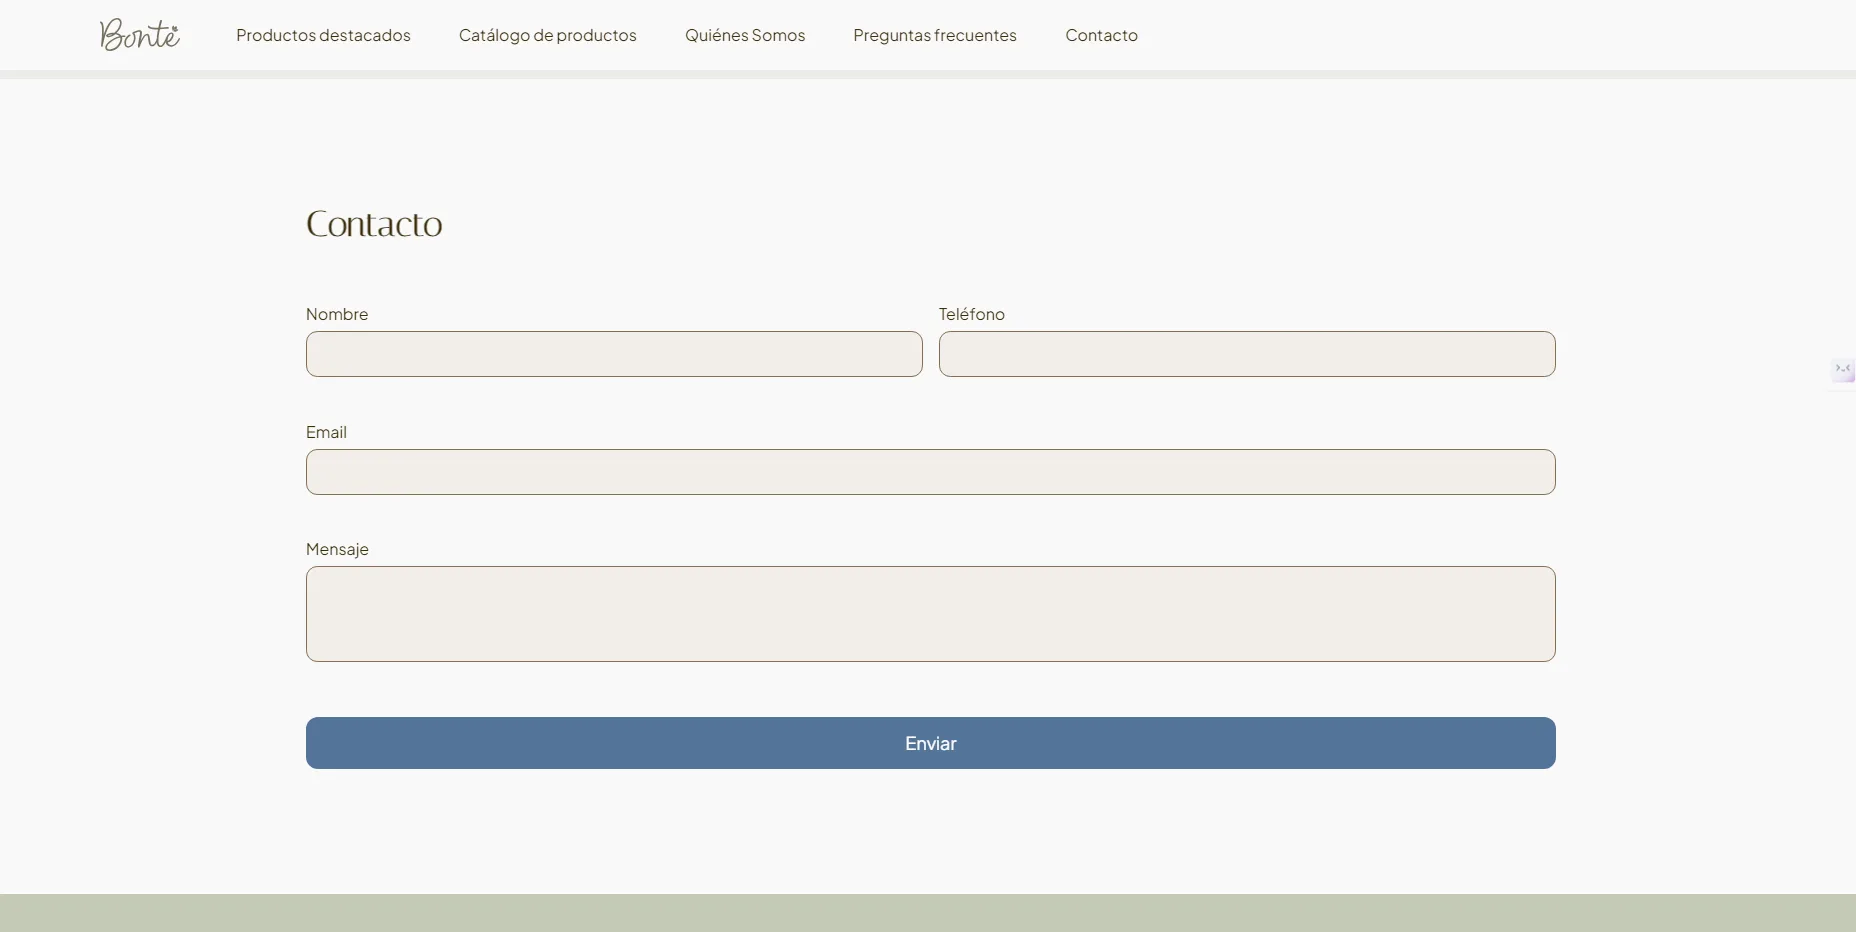 Bonté
Productos destacados Catálogo de productos Quiénes Somos Preguntas frecuentes Contacto
Contacto
Nombre Teléfono
Email
Mensaje
Enviar